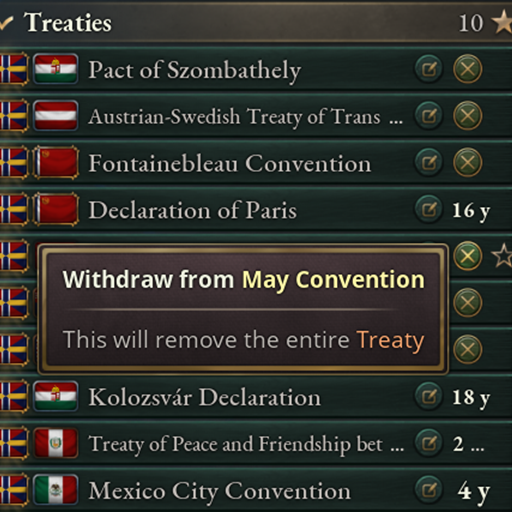 Treaties 10
Pact of Szombathely
Austrian-Swedish Treaty of Trans ...
Fontainebleau Convention
Declaration of Paris 16 y
Withdraw from May Convention
This will remove the entire Treaty
Kolozsvár Declaration 18 y
Treaty of Peace and Friendship bet ... 2 ...
Mexico City Convention 4 y